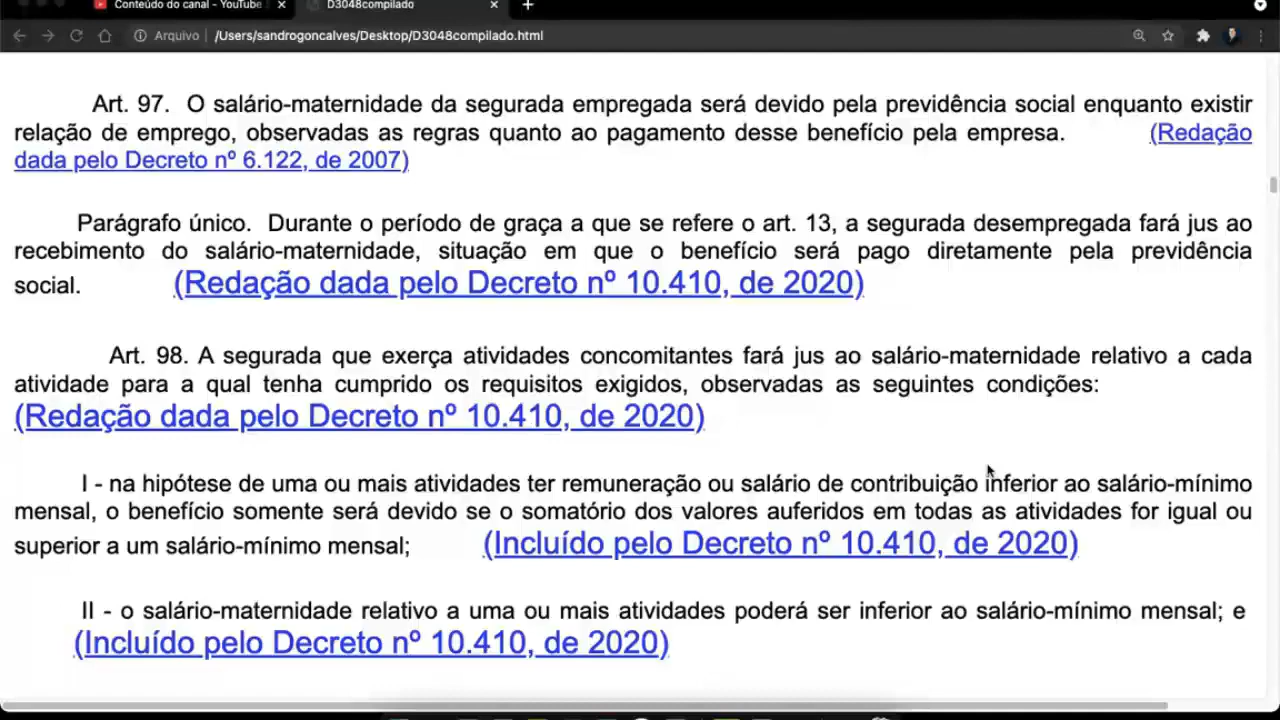 Conteúdo do canal - YouTube
D3048compilado
Arquivo | /Users/sandrogoncalves/Desktop/D3048compilado.html
Art. 97. O salário-maternidade da segurada empregada será devido pela previdência social enquanto existir
relação de emprego, observadas as regras quanto ao pagamento desse benefício pela empresa. (Redação
dada pelo Decreto nº 6.122, de 2007)
Parágrafo único. Durante o período de graça a que se refere o art. 13, a segurada desempregada fará jus ao
recebimento do salário-maternidade, situação em que o benefício será pago diretamente pela previdência
social. (Redação dada pelo Decreto nº 10.410, de 2020)
Art. 98. A segurada que exerça atividades concomitantes fará jus ao salário-maternidade relativo a cada
atividade para a qual tenha cumprido os requisitos exigidos, observadas as seguintes condições:
(Redação dada pelo Decreto nº 10.410, de 2020)
I - na hipótese de uma ou mais atividades ter remuneração ou salário de contribuição inferior ao salário-mínimo
mensal, o benefício somente será devido se o somatório dos valores auferidos em todas as atividades for igual ou
superior a um salário-mínimo mensal; (Incluído pelo Decreto nº 10.410, de 2020)
II - o salário-maternidade relativo a uma ou mais atividades poderá ser inferior ao salário-mínimo mensal; e
(Incluído pelo Decreto nº 10.410, de 2020)